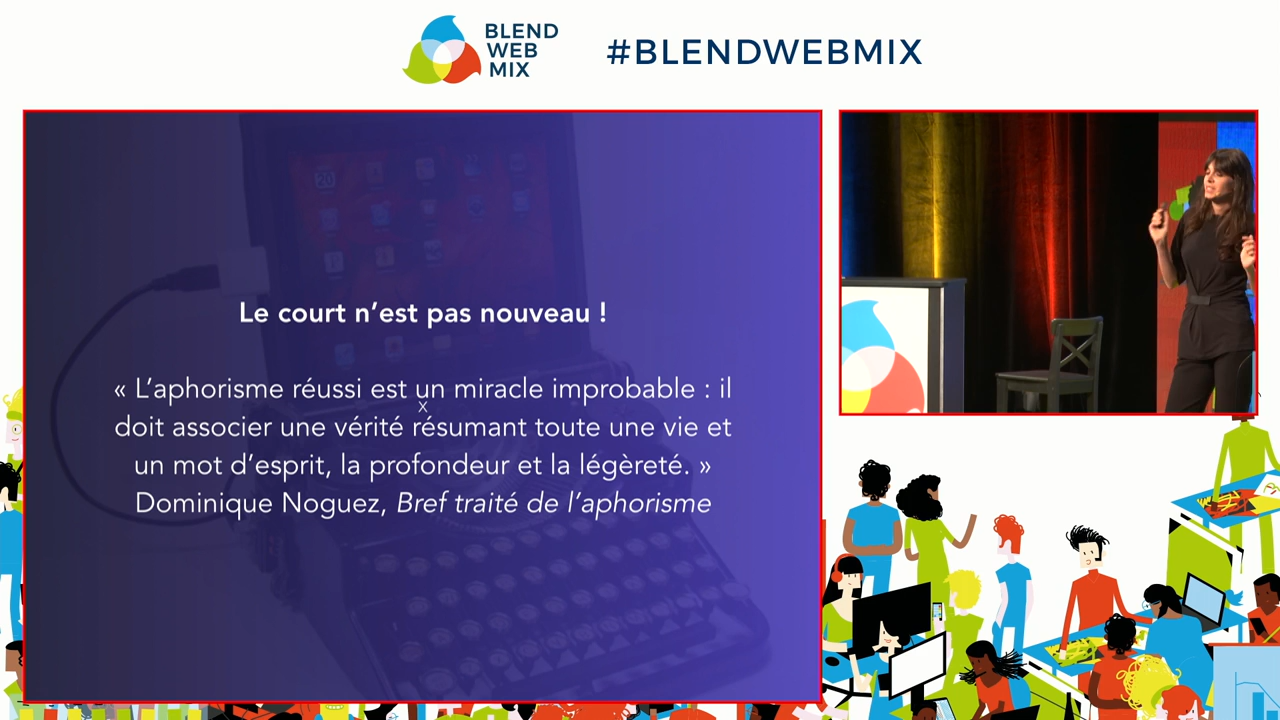 BLEND
WEB
MIX
#BLENDWEBMIX
Le court n’est pas nouveau !
« L’aphorisme réussi est un miracle improbable : il
x
doit associer une vérité résumant toute une vie et
un mot d’esprit, la profondeur et la légèreté. »
Dominique Noguez, Bref traité de l’aphorisme